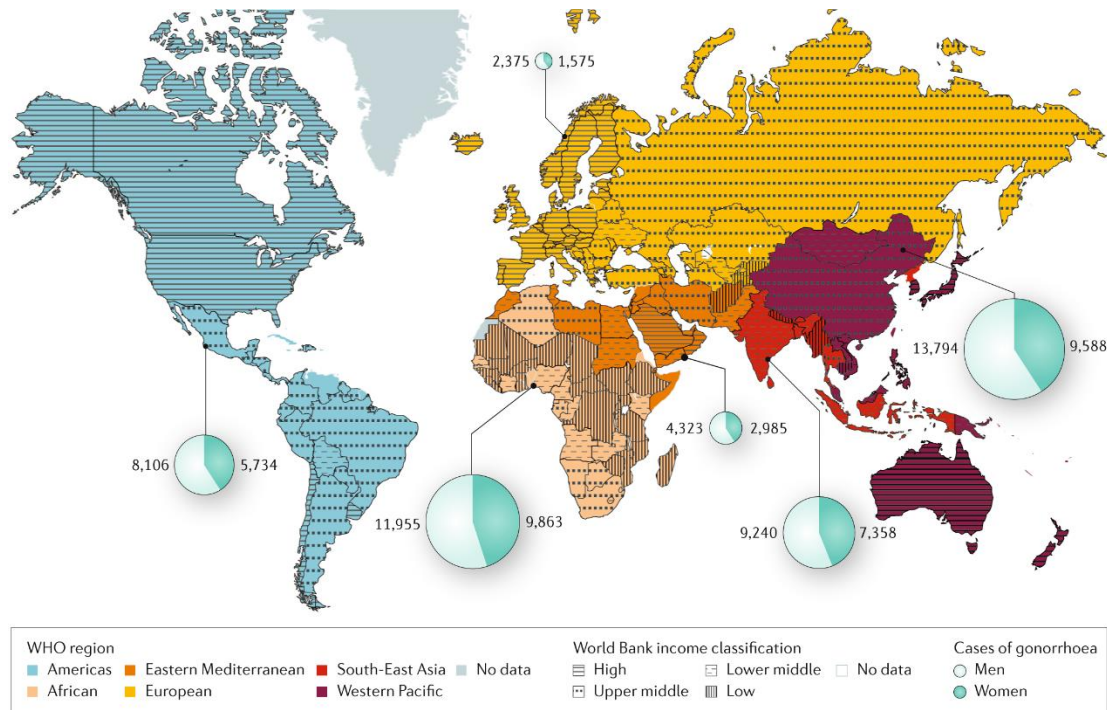 2,375 1,575
13,794 9,588
4,323 2,985
8,106 5,734
11,955 9,863
9,240 7,358
WHO region
Americas Eastern Mediterranean South-East Asia No data
African European Western Pacific
World Bank income classification
High Lower middle No data
Upper middle Low
Cases of gonorrhoea
Men
Women